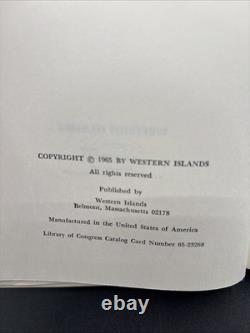 COPYRIGHT © 1965 BY WESTERN ISLANDS
All rights reserved
Published by
Western Islands
Belmont, Massachusetts 02178
Manufactured in the United States of America
Library of Congress Catalog Card Number 65-23268
worthpoint